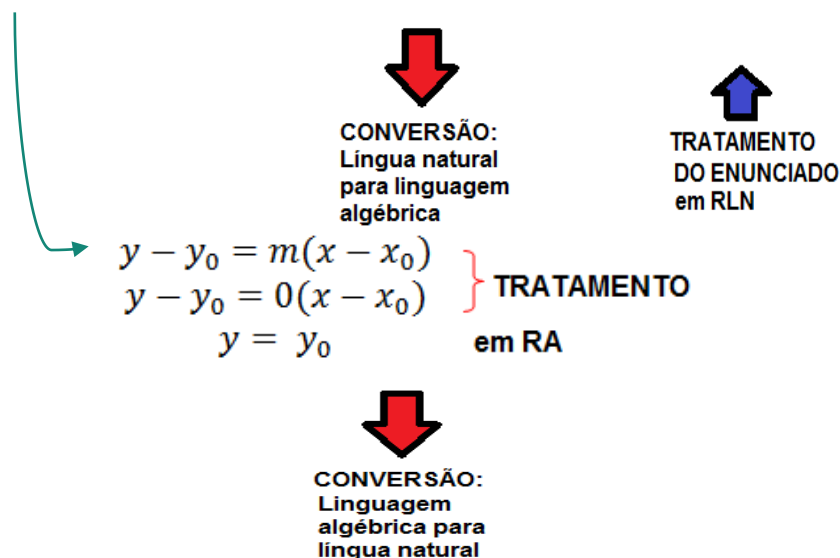 CONVERSÃO:
Língua natural
para linguagem
algébrica
TRATAMENTO
DO ENUNCIADO
em RLN
y − y₀ = m(x − x₀)
y − y₀ = 0(x − x₀)
y = y₀
TRATAMENTO
em RA
CONVERSÃO:
Linguagem
algébrica para
língua natural